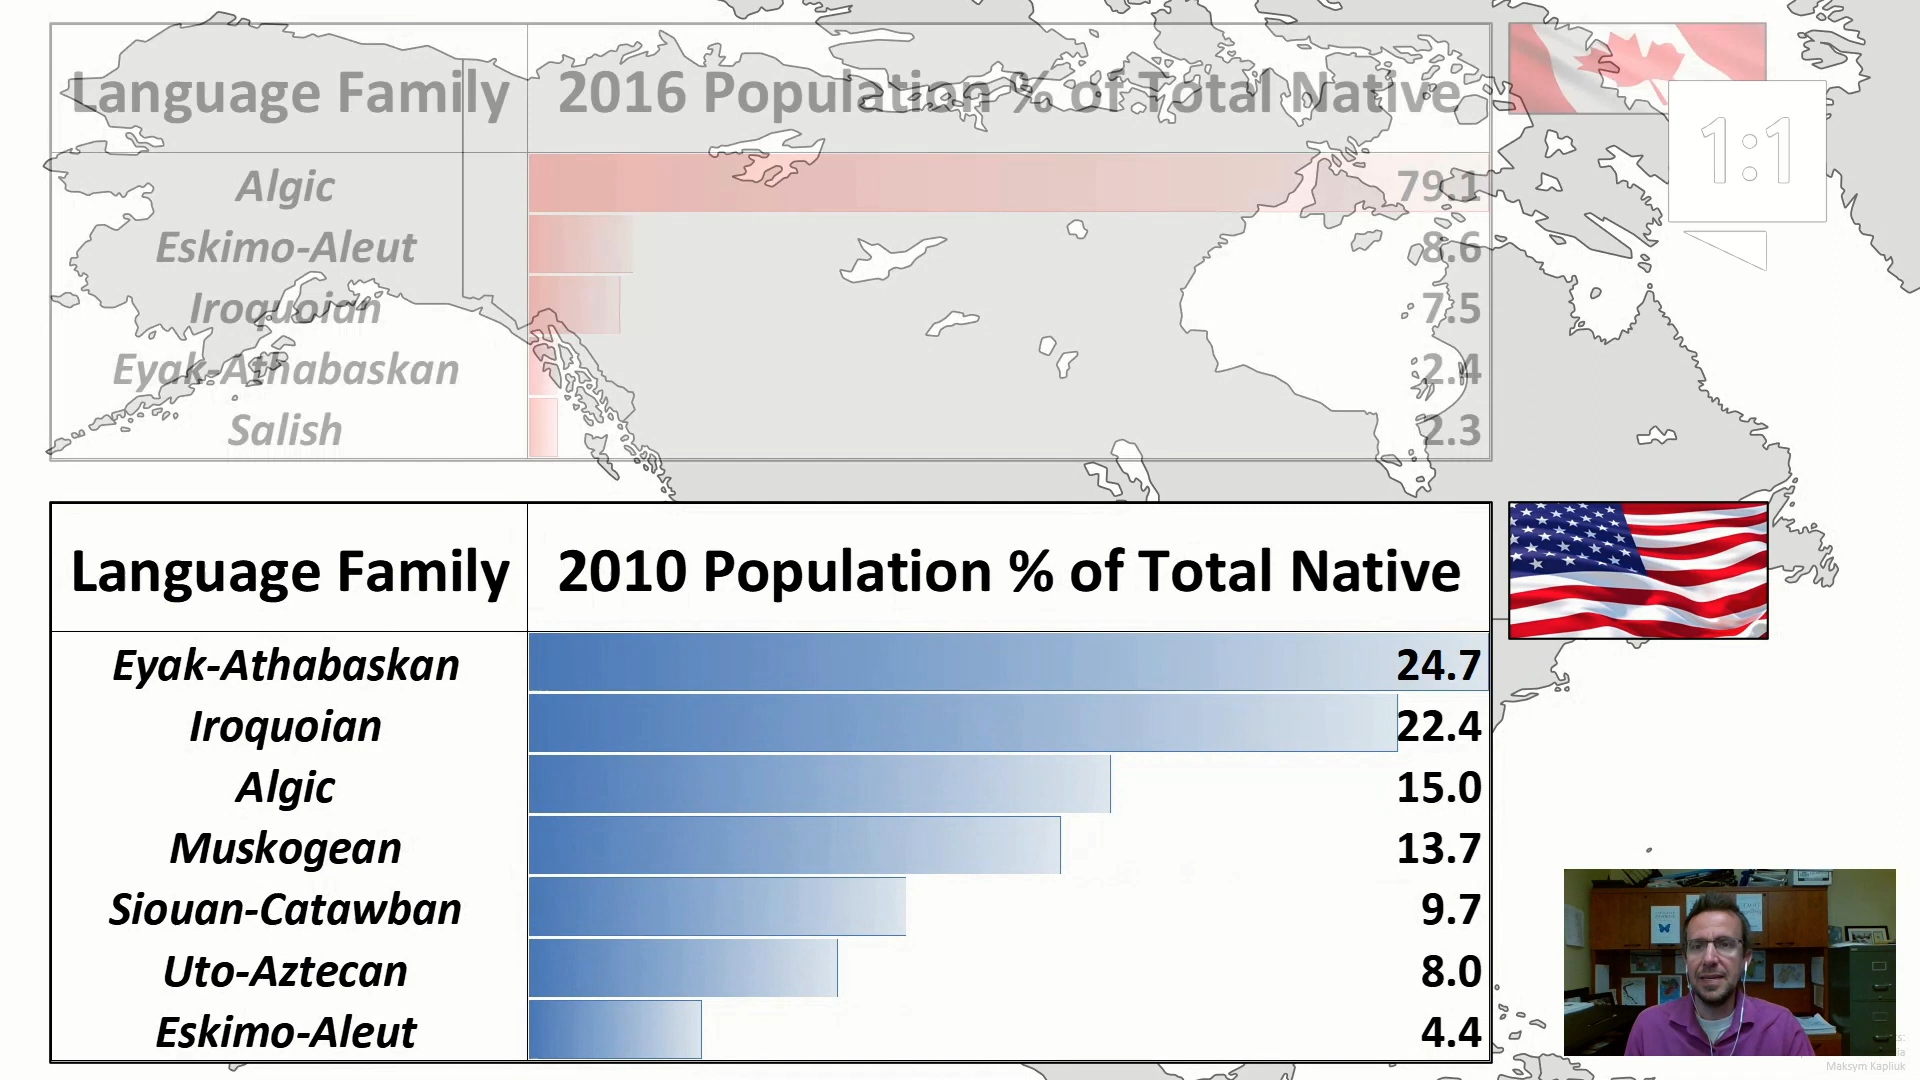 Language Family 2016 Population % of Total Native
Algic 79.1
Eskimo-Aleut 8.6
Iroquoian 7.5
Eyak-Athabaskan 2.4
Salish 2.3
1:1
Language Family 2010 Population % of Total Native
Eyak-Athabaskan 24.7
Iroquoian 22.4
Algic 15.0
Muskogean 13.7
Siouan-Catawban 9.7
Uto-Aztecan 8.0
Eskimo-Aleut 4.4
Maksym Kapliuk